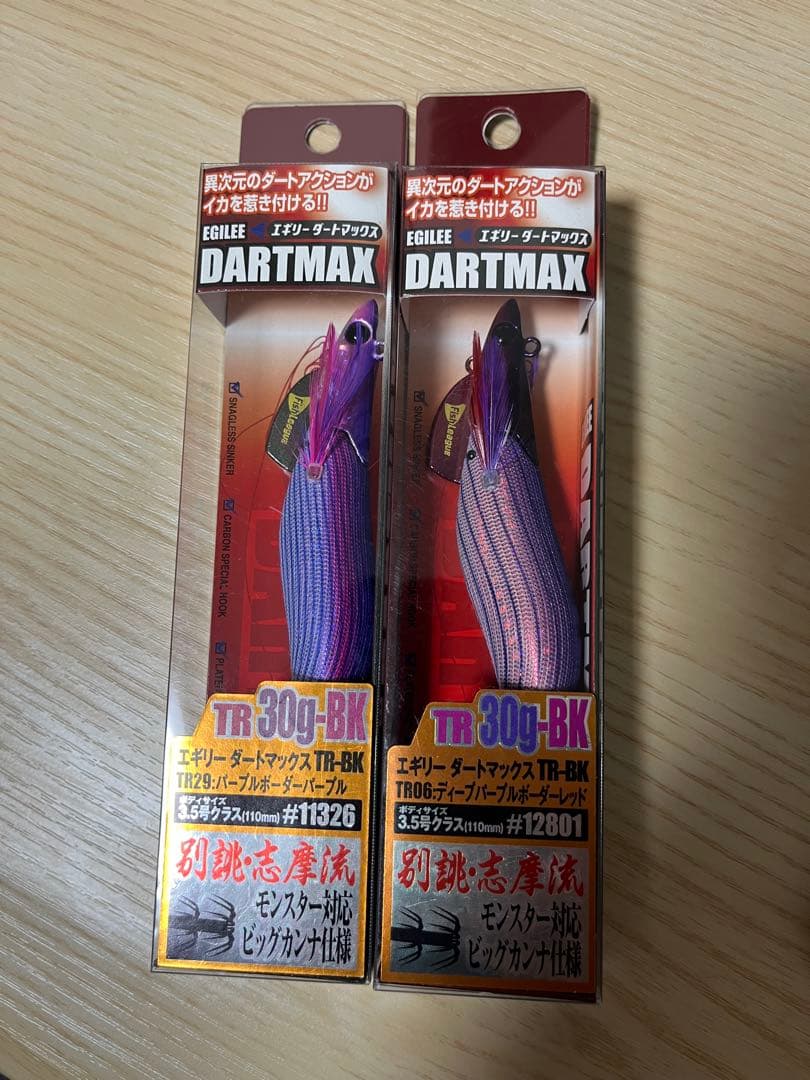 異次元のダートアクションが
イカを惹き付ける!!
EGILEE エギリーダートマックス
DARTMAX
Fish League
SNAGLESS SINKER
CARBON SPECIAL HOOK
TR 30g-BK
エギリー ダートマックス TR-BK
TR29:パープルボーダーパープル
ボディサイズ
3.5号クラス(110mm) #11326
別誂・志摩流
モンスター対応
ビッグカンナ仕様
異次元のダートアクションが
イカを惹き付ける!!
EGILEE エギリーダートマックス
DARTMAX
Fish League
TR 30g-BK
エギリー ダートマックス TR-BK
TR06:ディープパープルボーダーレッド
ボディサイズ
3.5号クラス(110mm) #12801
別誂・志摩流
モンスター対応
ビッグカンナ仕様